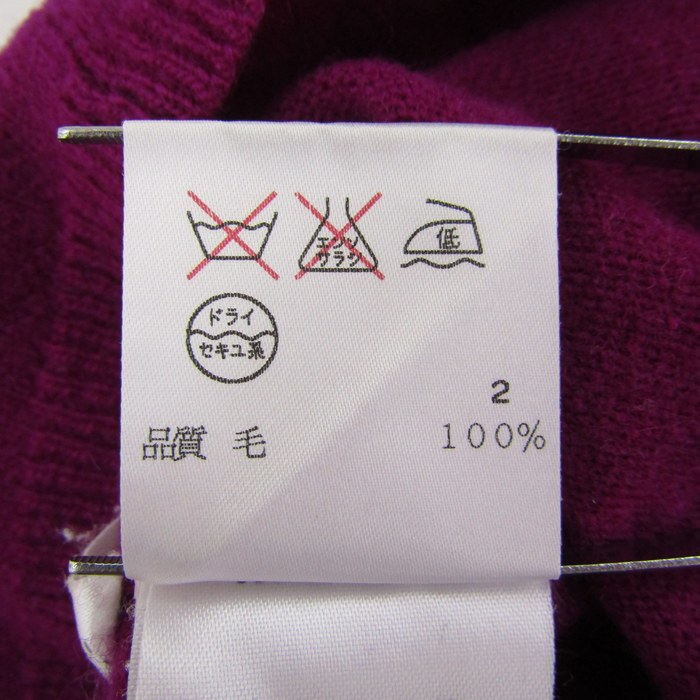 エンソ
サラシ
低
ドライ
セキユ系
2
品質 毛 100%